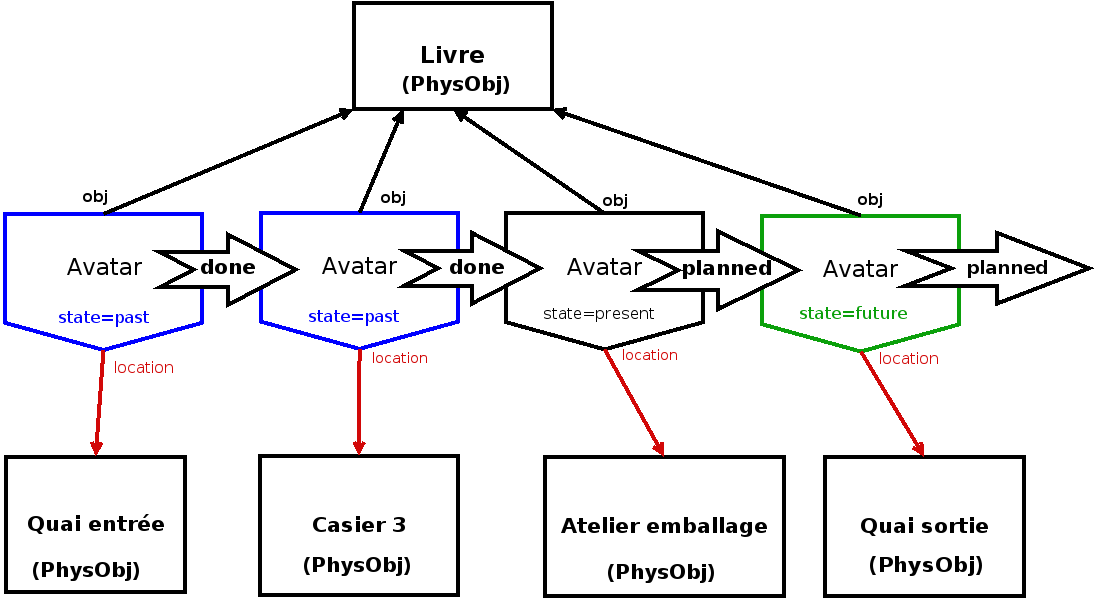 Livre
(PhysObj)
obj
obj
obj
obj
Avatar
done
Avatar
done
Avatar
planned
Avatar
planned
state=past
state=past
state=present
state=future
location
location
location
location
Quai entrée
(PhysObj)
Casier 3
(PhysObj)
Atelier emballage
(PhysObj)
Quai sortie
(PhysObj)